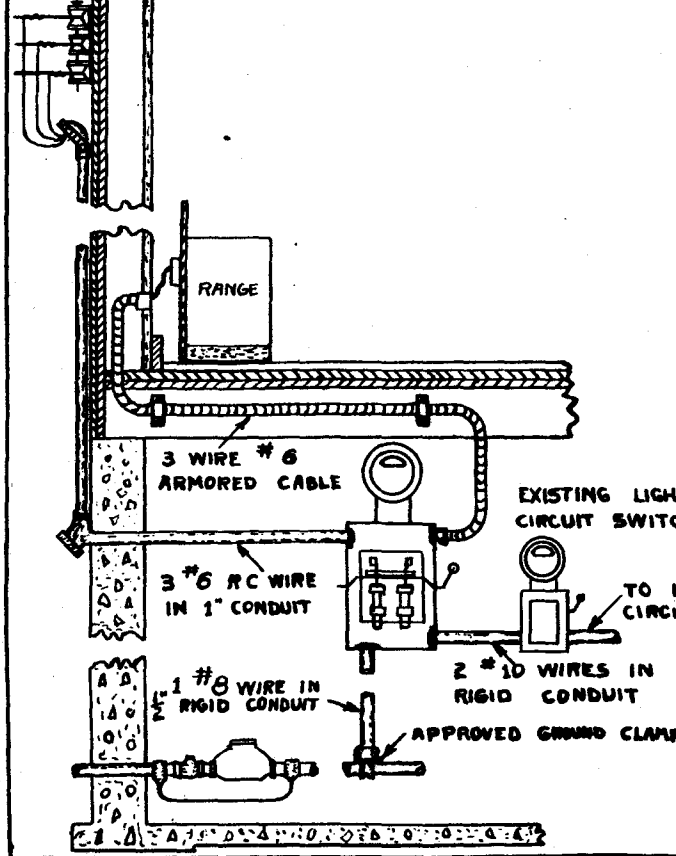 RANGE
3 WIRE #6
ARMORED CABLE
EXISTING LIGH
CIRCUIT SWITC
3 #6 RC WIRE
IN 1" CONDUIT
TO
CIRC
2 #10 WIRES IN
RIGID CONDUIT
1 #8 WIRE IN
1/2" RIGID CONDUIT
APPROVED GROUND CLAM